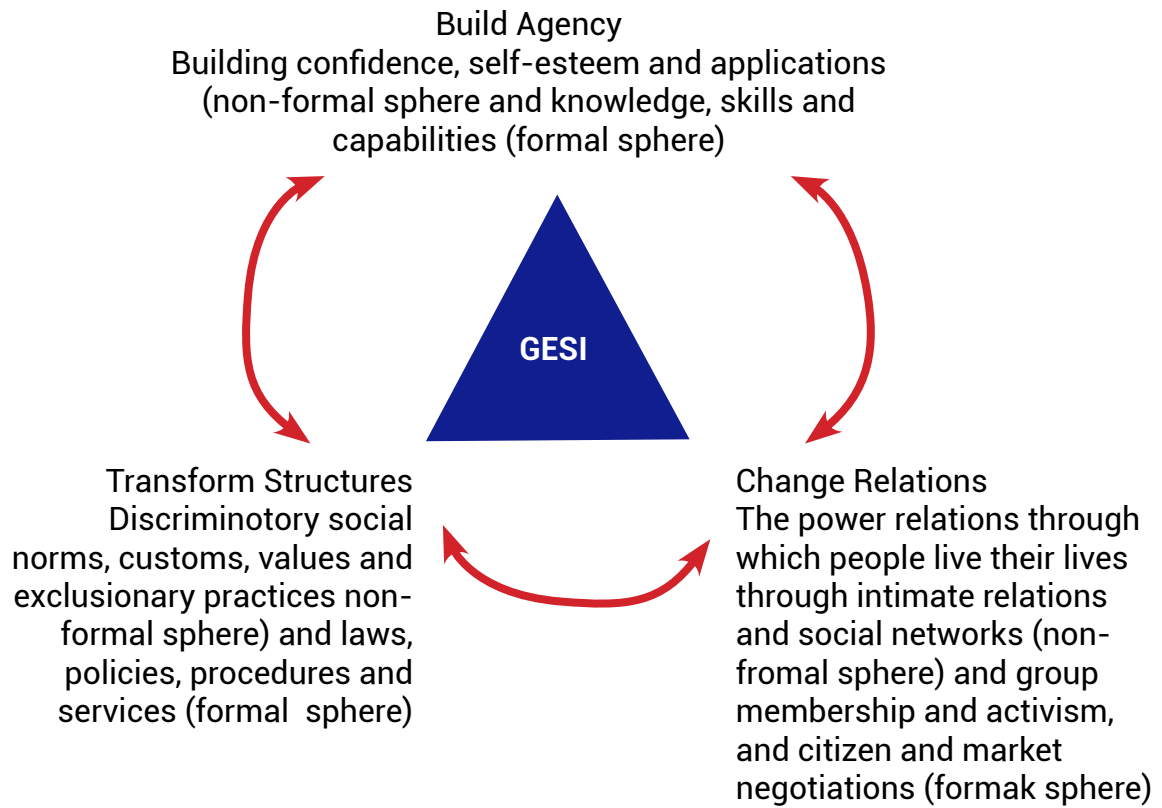 Build Agency
Building confidence, self-esteem and applications
(non-formal sphere and knowledge, skills and
capabilities (formal sphere)
GESI
Transform Structures
Discriminotory social
norms, customs, values and
exclusionary practices non-
formal sphere) and laws,
policies, procedures and
services (formal sphere)
Change Relations
The power relations through
which people live their lives
through intimate relations
and social networks (non-
fromal sphere) and group
membership and activism,
and citizen and market
negotiations (formak sphere)